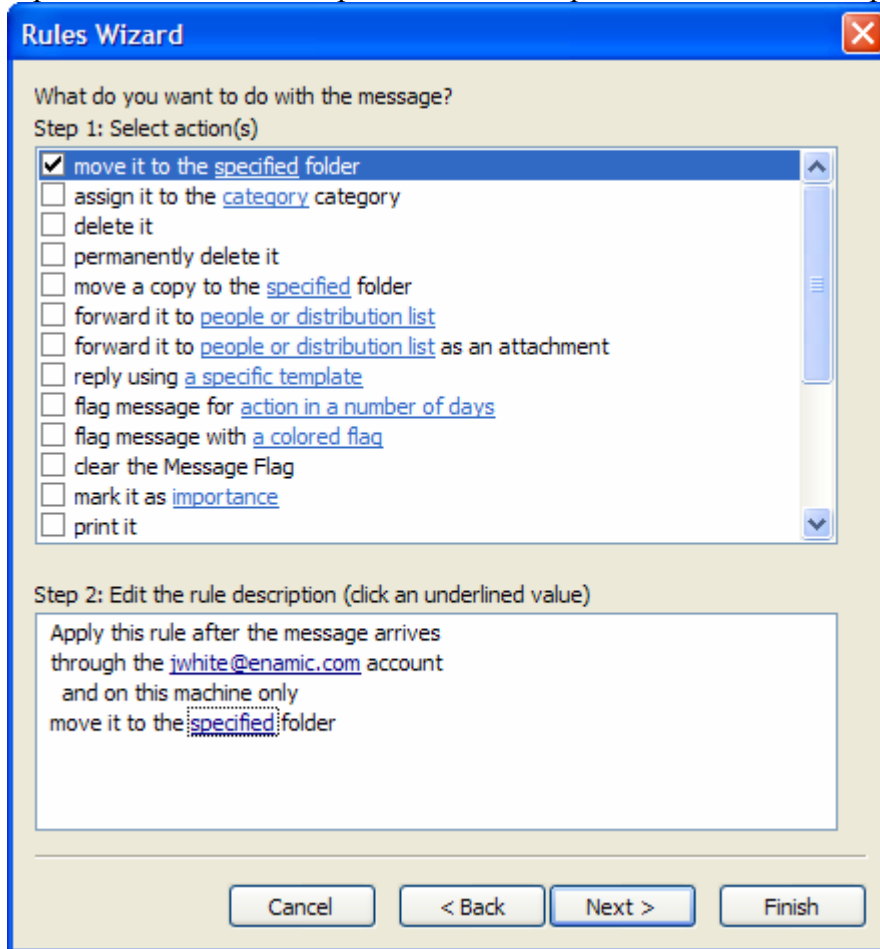 Rules Wizard
What do you want to do with the message?
Step 1: Select action(s)
move it to the specified folder
assign it to the category category
delete it
permanently delete it
move a copy to the specified folder
forward it to people or distribution list
forward it to people or distribution list as an attachment
reply using a specific template
flag message for action in a number of days
flag message with a colored flag
clear the Message Flag
mark it as importance
print it
Step 2: Edit the rule description (click an underlined value)
Apply this rule after the message arrives
through the jwhite@enamic.com account
and on this machine only
move it to the specified folder
Cancel < Back Next > Finish